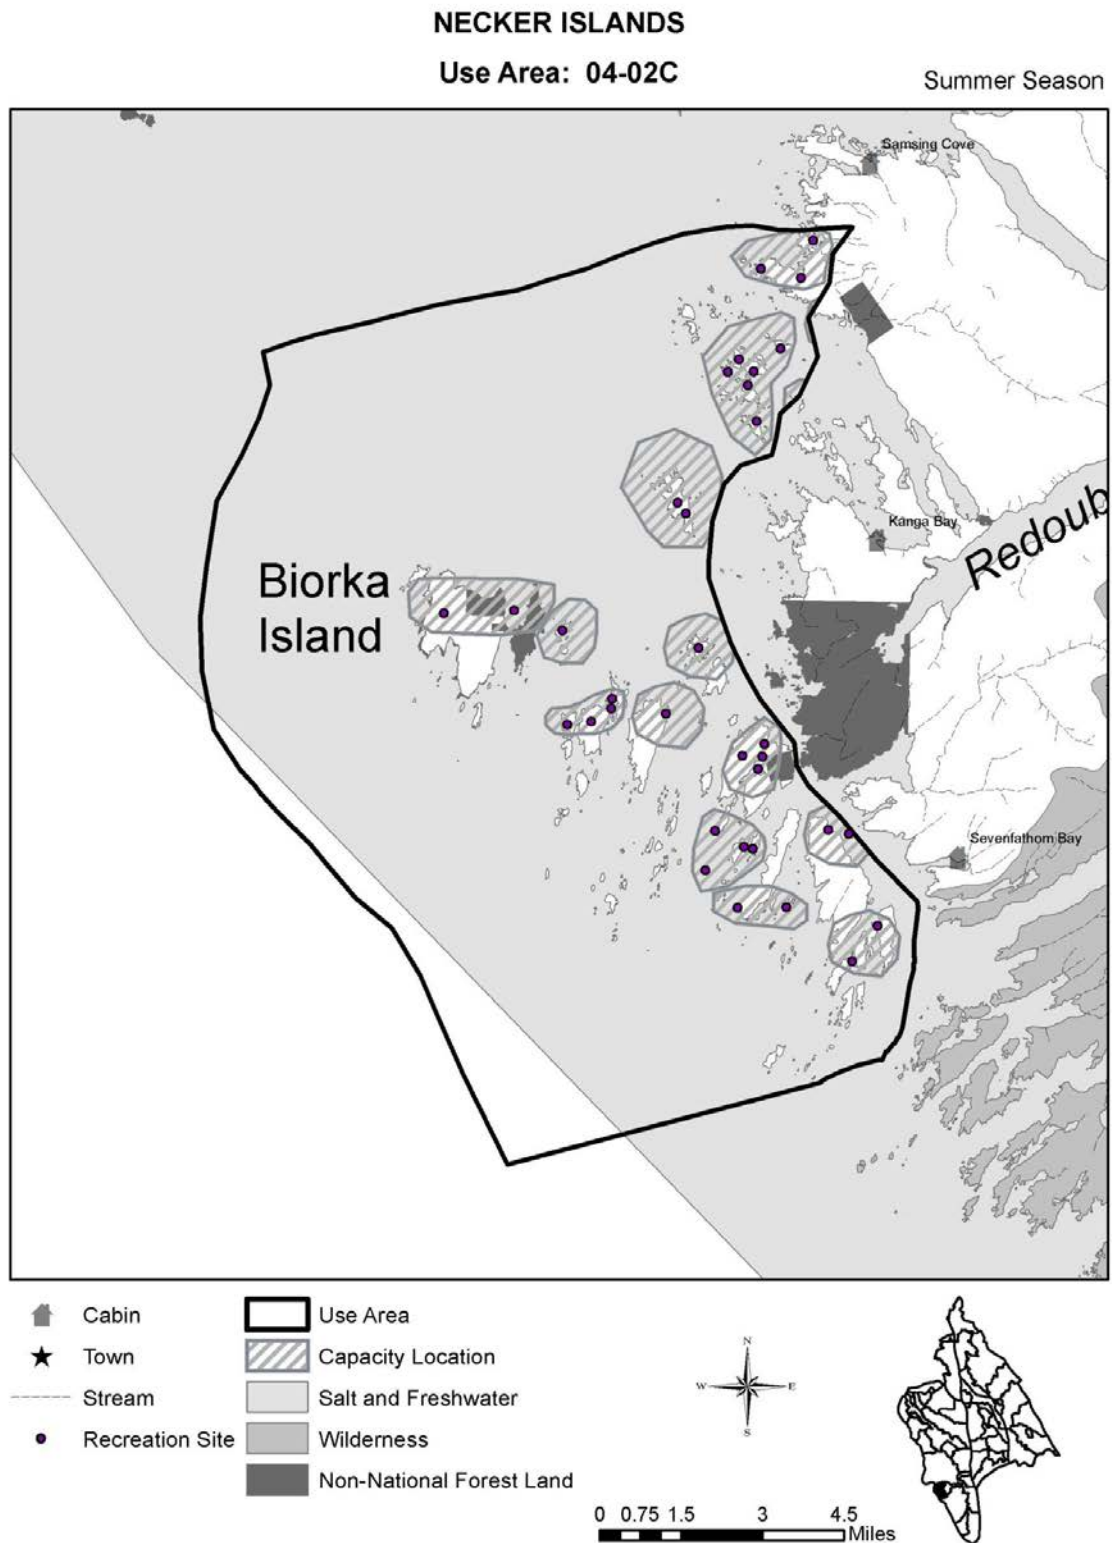 NECKER ISLANDS
Use Area: 04-02C
Summer Season
Samsing Cove
Kanga Bay
Redoub
Biorka
Island
Sevenfathom Bay
Cabin
Town
Stream
Recreation Site
Use Area
Capacity Location
Salt and Freshwater
Wilderness
Non-National Forest Land
N
W E
S
0 0.75 1.5 3 4.5
Miles